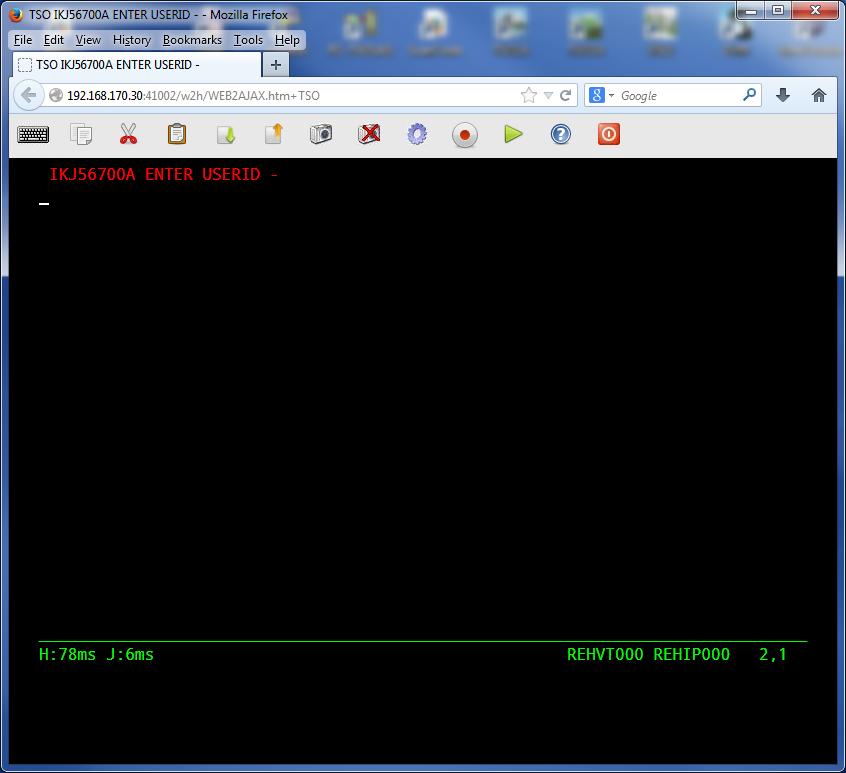 TSO IKJ56700A ENTER USERID - - Mozilla Firefox
File Edit View History Bookmarks Tools Help
TSO IKJ56700A ENTER USERID -
192.168.170.30:41002/w2h/WEB2AJAX.htm+TSO
8 Google
IKJ56700A ENTER USERID -
H:78ms J:6ms REHVT000 REHIP000 2,1